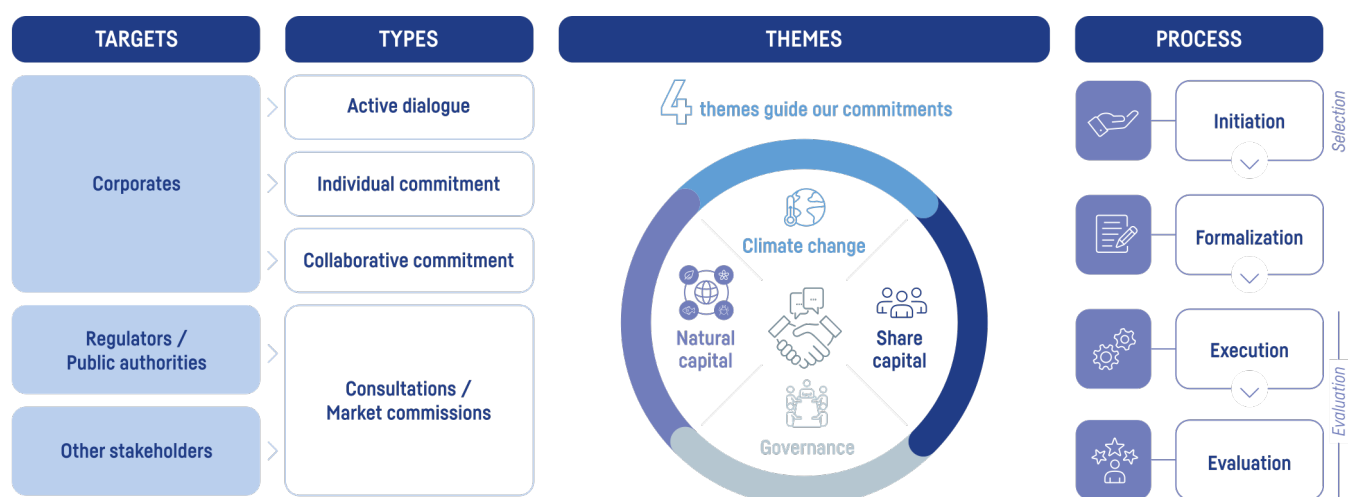 TARGETS
TYPES
THEMES
PROCESS
Corporates
Active dialogue
Individual commitment
Collaborative commitment
Regulators /
Public authorities
Other stakeholders
Consultations /
Market commissions
4 themes guide our commitments
Climate change
Natural
capital
Share
capital
Governance
Initiation
Formalization
Execution
Evaluation
Selection
Evaluation